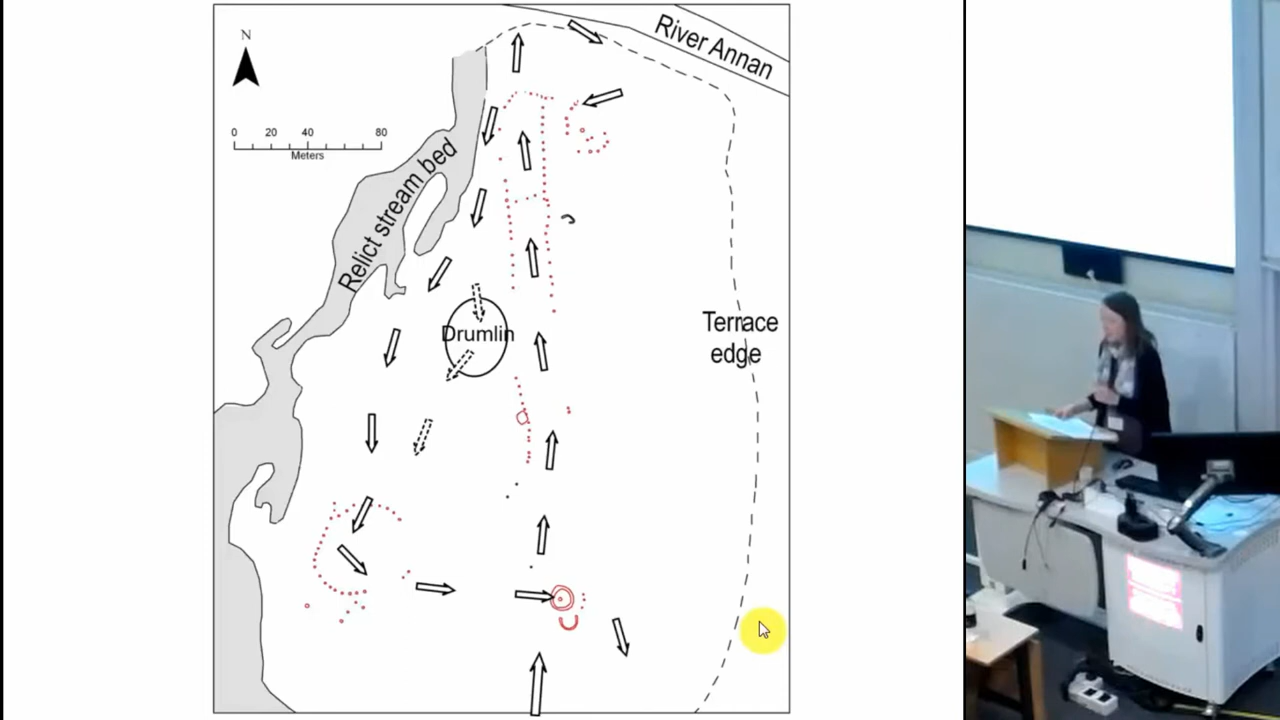 River Annan
N
0 20 40 80
Meters
Relict stream bed
Drumlin
Terrace
edge